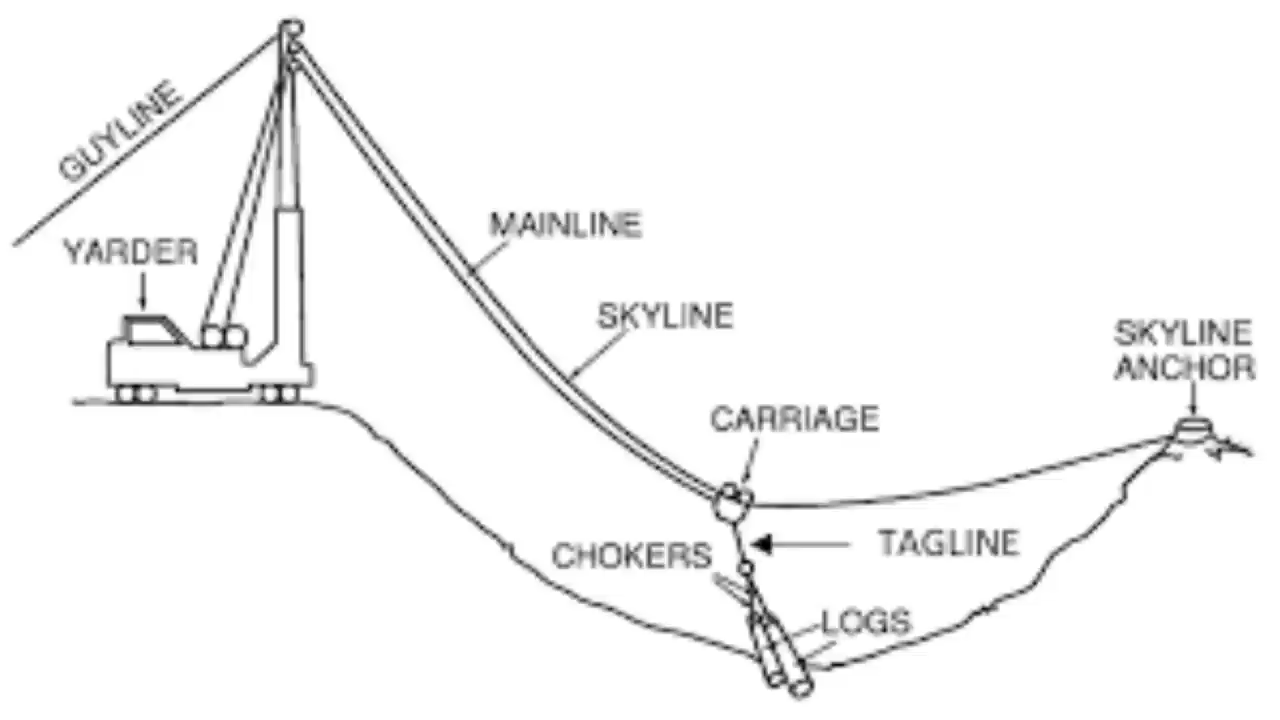 GUYLINE
YARDER
MAINLINE
SKYLINE
SKYLINE
ANCHOR
CARRIAGE
CHOKERS
TAGLINE
LOGS